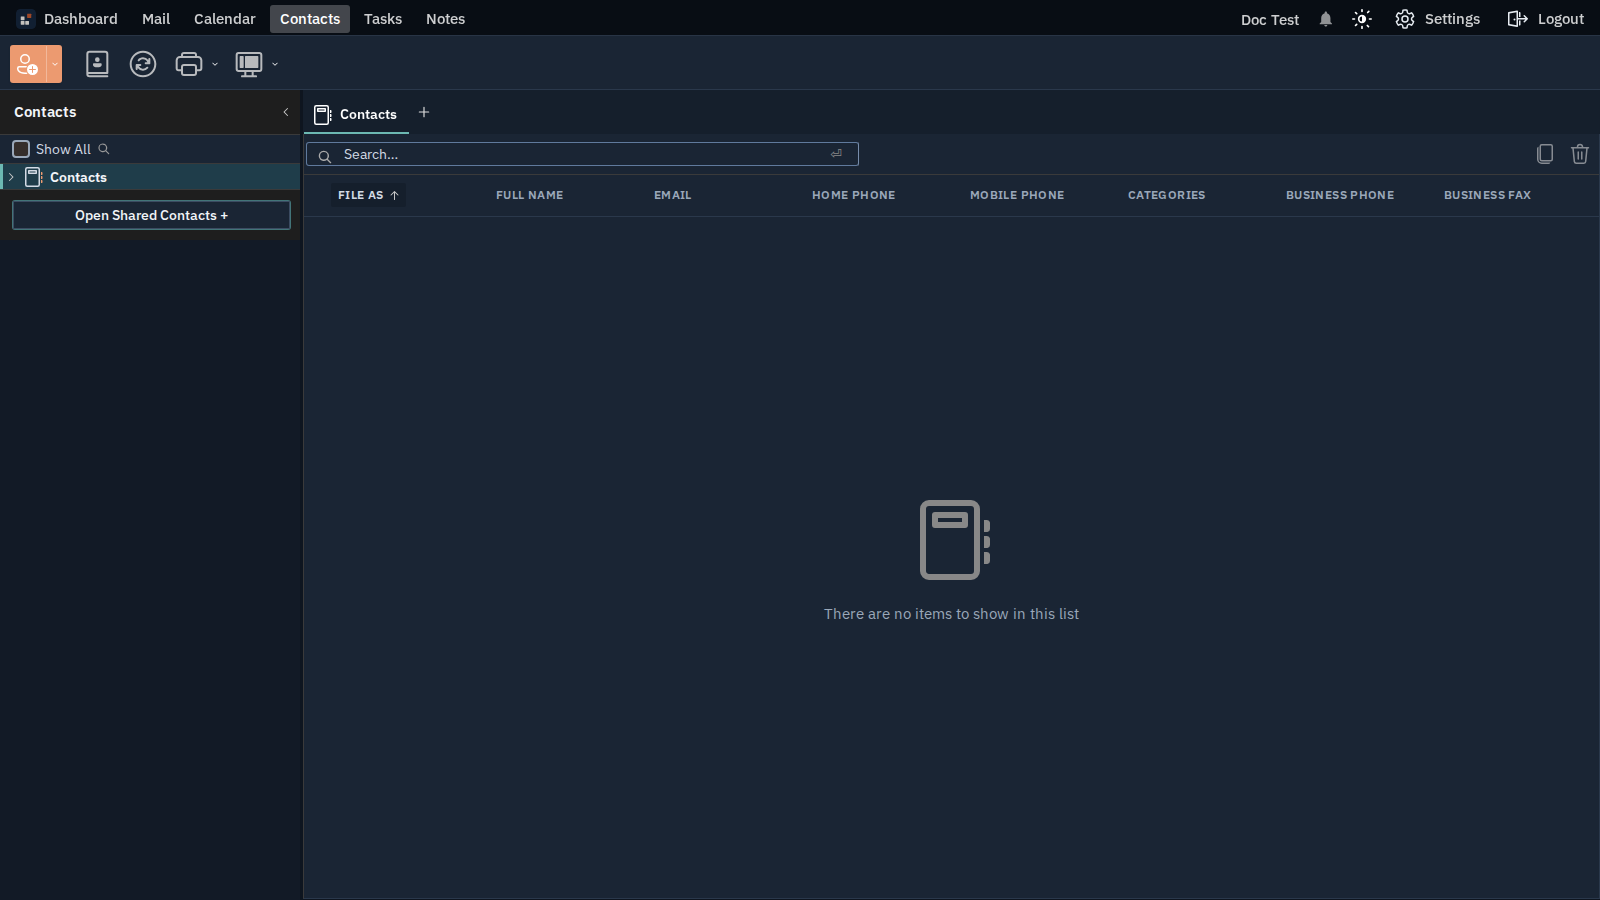 Dashboard Mail Calendar Contacts Tasks Notes Doc Test Settings Logout
Contacts
Show All
Contacts
Open Shared Contacts +
Contacts
Search...
FILE AS FULL NAME EMAIL HOME PHONE MOBILE PHONE CATEGORIES BUSINESS PHONE BUSINESS FAX
There are no items to show in this list